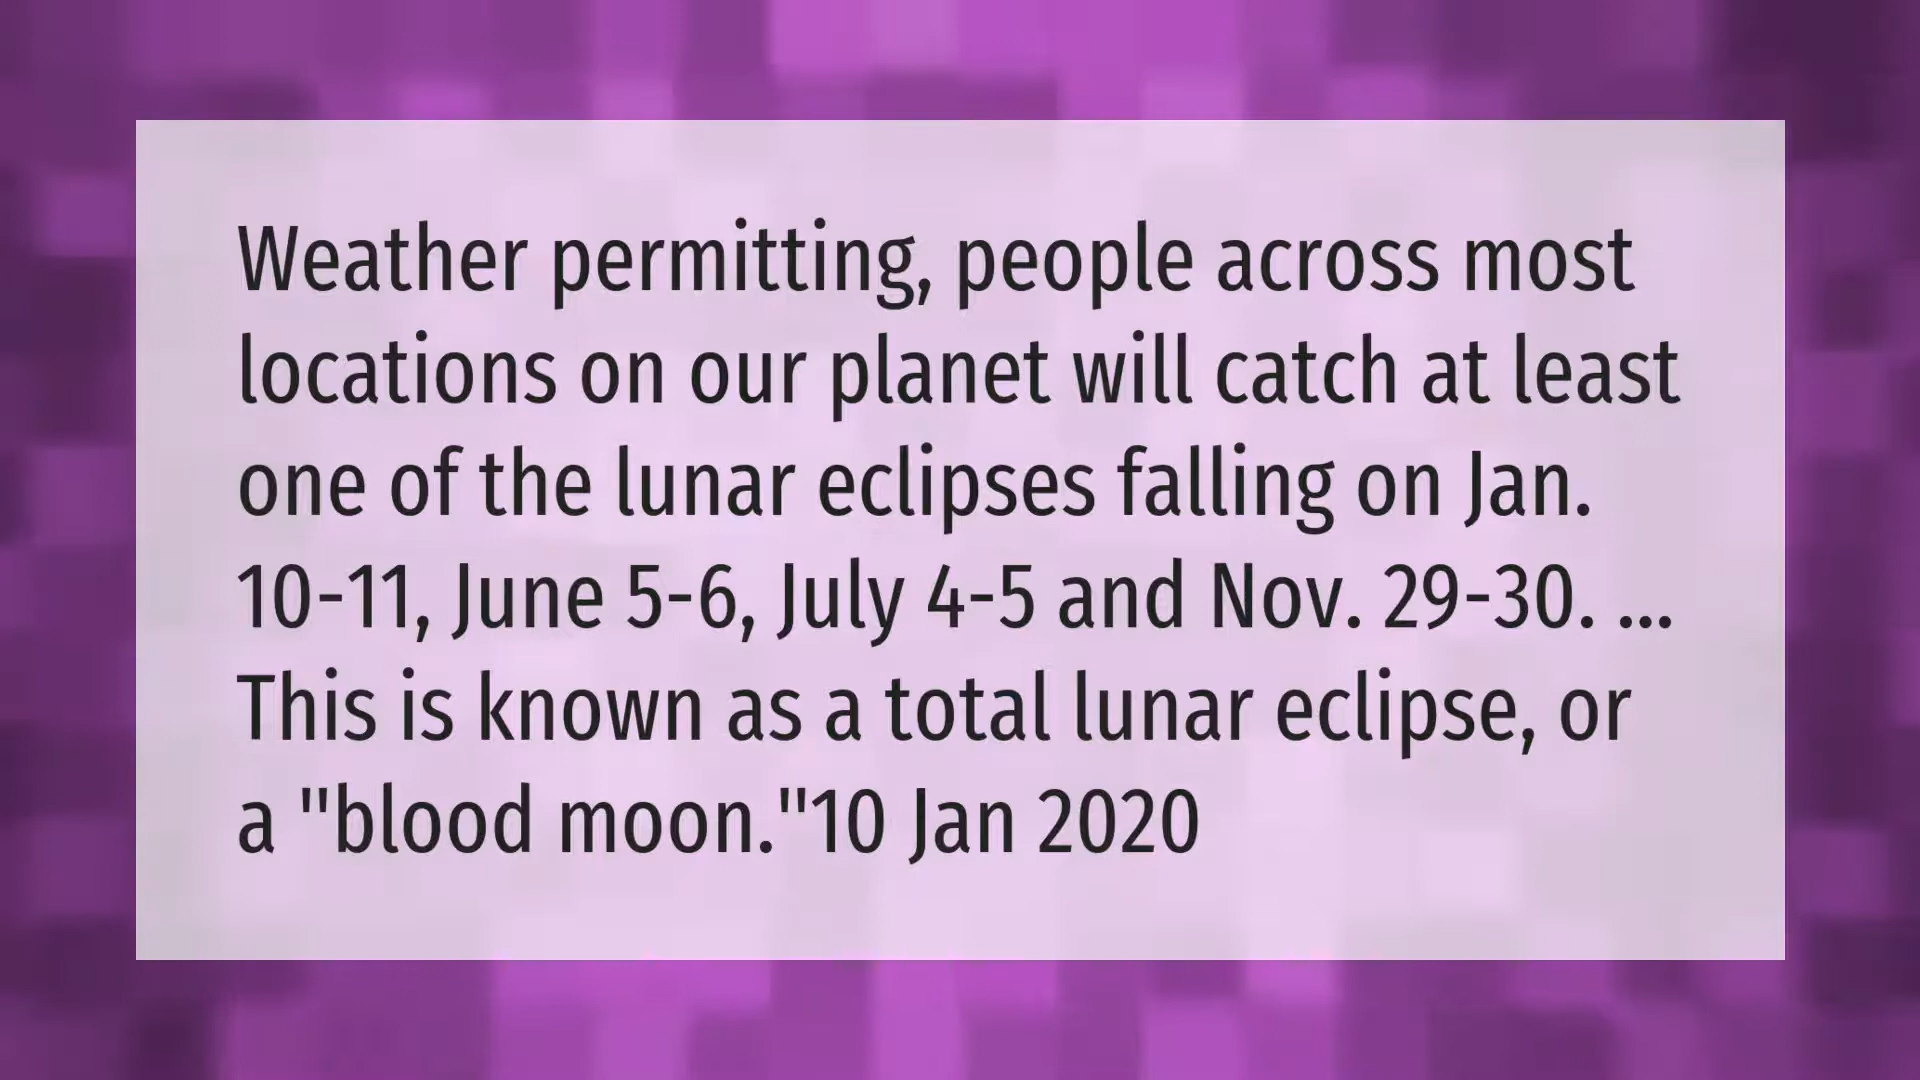 Weather permitting, people across most
locations on our planet will catch at least
one of the lunar eclipses falling on Jan.
10-11, June 5-6, July 4-5 and Nov. 29-30. ...
This is known as a total lunar eclipse, or
a "blood moon."10 Jan 2020